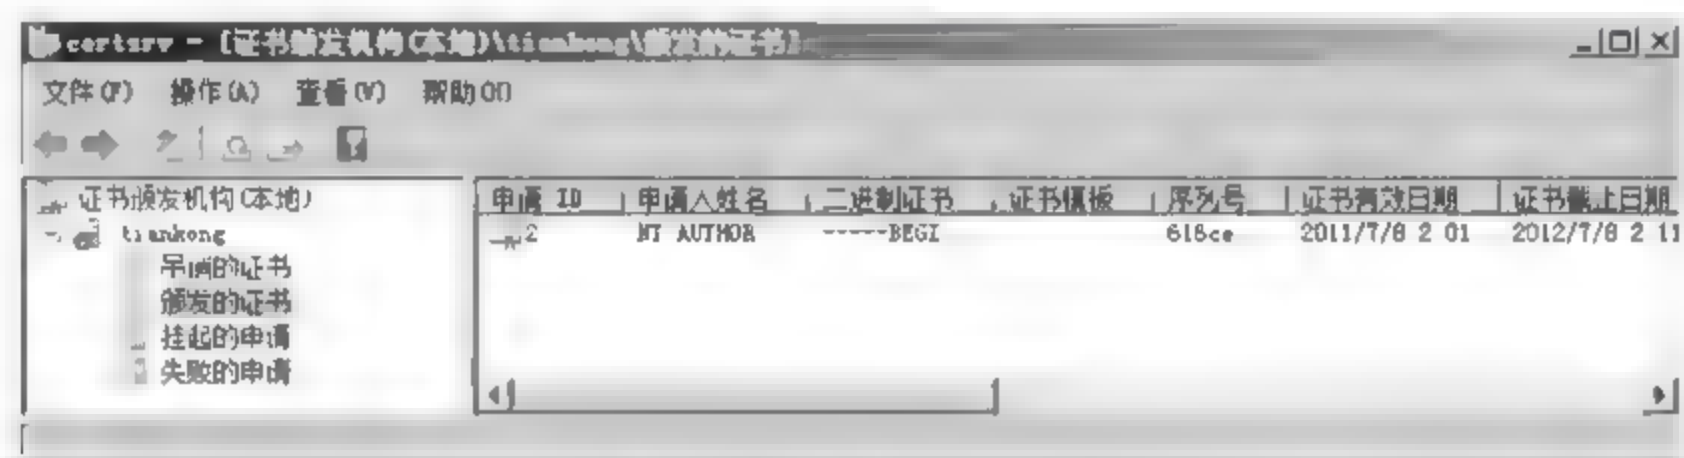 certsrv - [证书颁发机构(本地)\tiankong\颁发的证书]
文件(F) 操作(A) 查看(V) 帮助(H)
证书颁发机构(本地)
tiankong
吊销的证书
颁发的证书
挂起的申请
失败的申请
申请 ID 申请人姓名 二进制证书 证书模板 序列号 证书有效日期 证书截止日期
2 NT AUTHOR -----BEGI 2011/7/8 2 01 2012/7/8 2 11